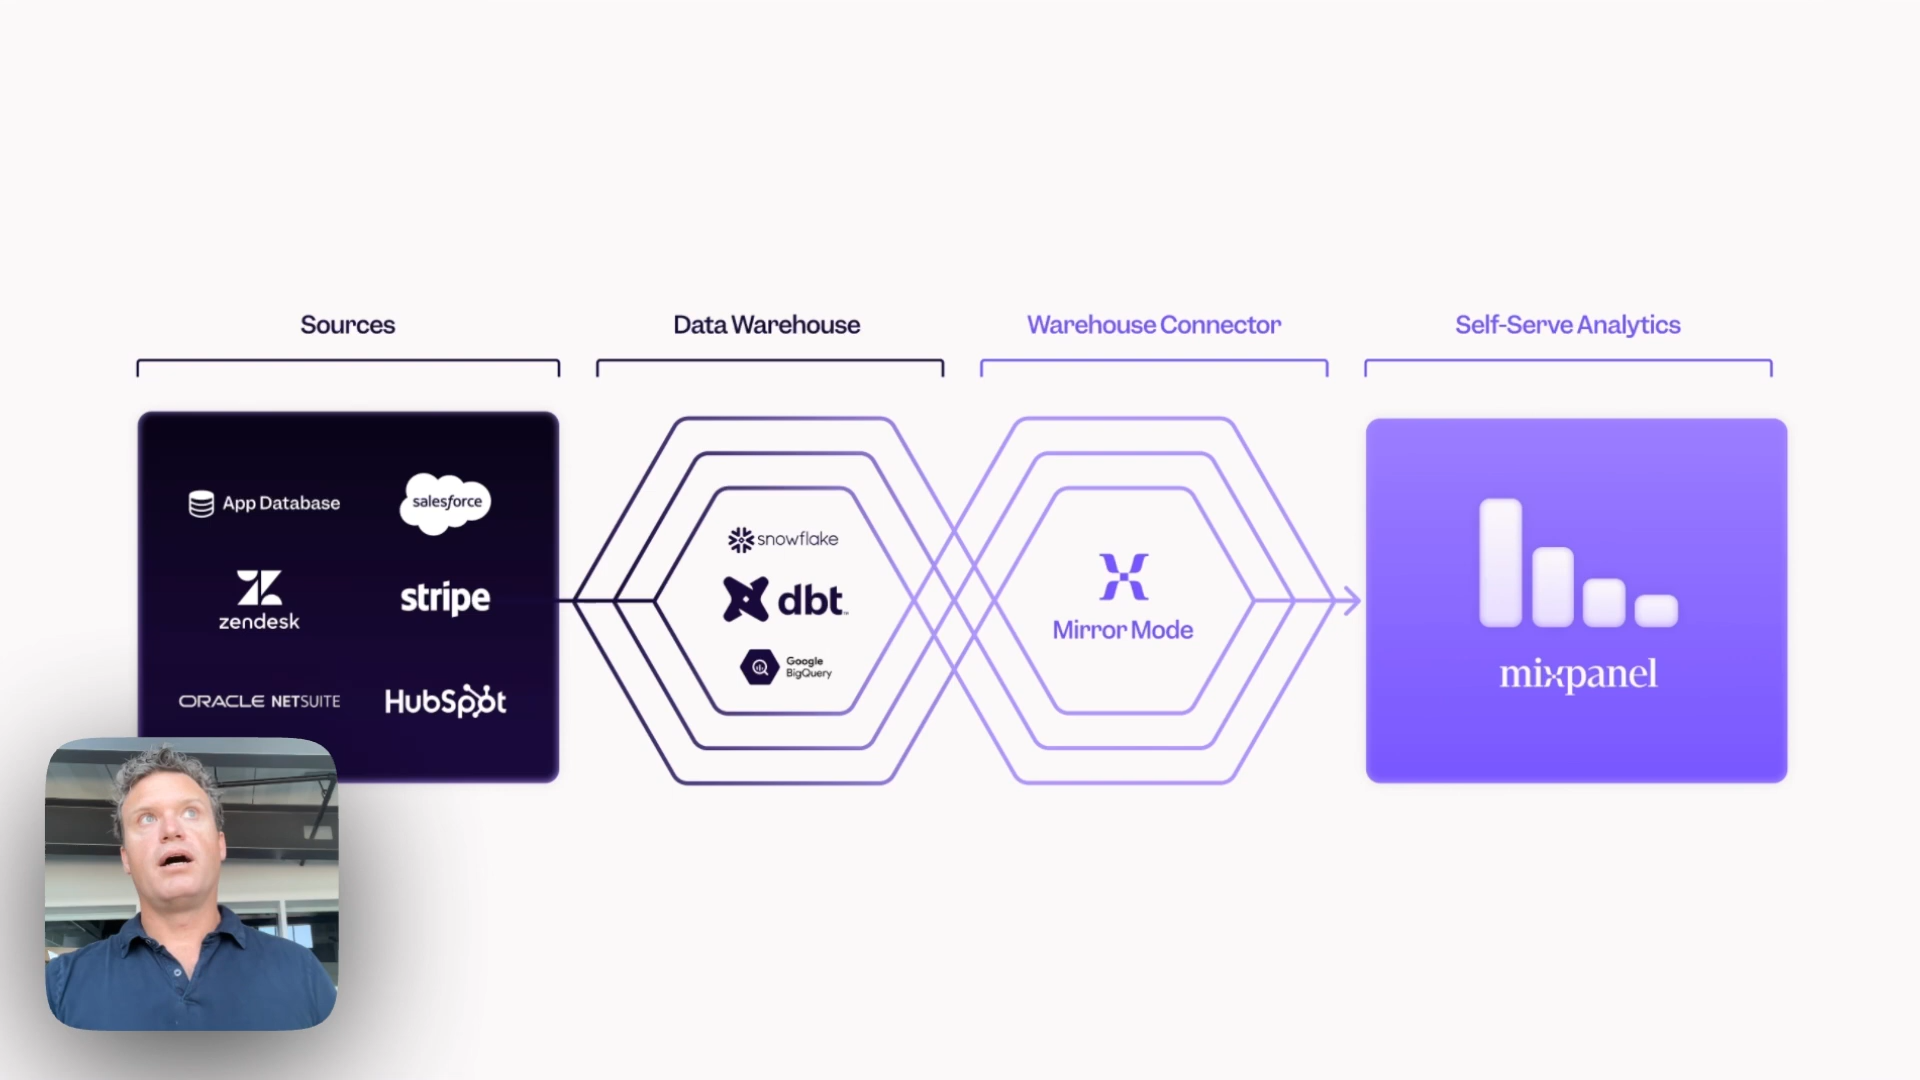 Sources
Data Warehouse
Warehouse Connector
Self-Serve Analytics
App Database
salesforce
zendesk
stripe
ORACLE NETSUITE
HubSpot
snowflake
dbt
Google
BigQuery
Mirror Mode
mixpanel